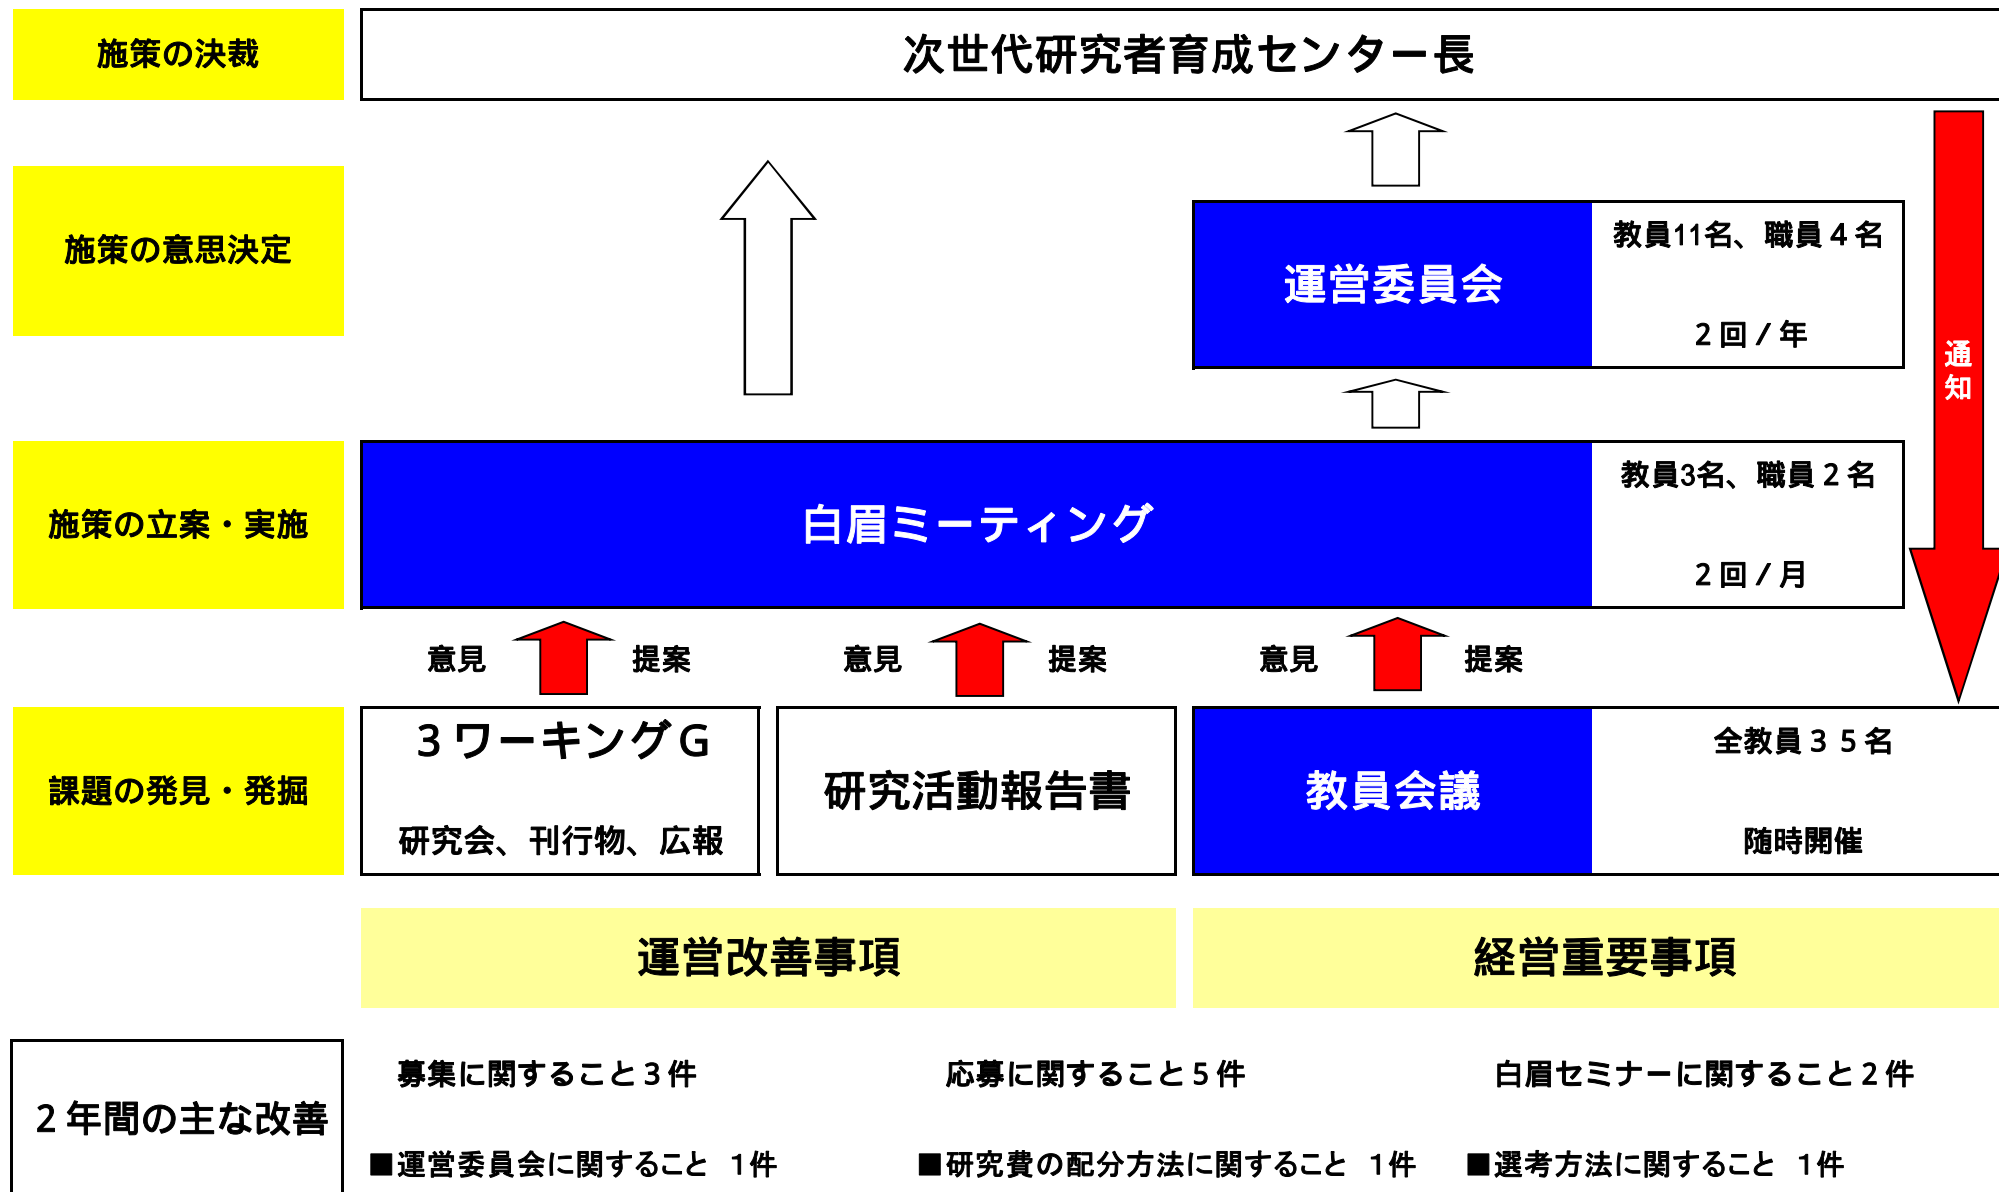 施策の決裁
次世代研究者育成センター長
施策の意思決定
運営委員会
教員11名、職員４名
２回／年
通知
施策の立案・実施
白眉ミーティング
教員3名、職員２名
２回／月
意見
提案
意見
提案
意見
提案
課題の発見・発掘
３ワーキングＧ
研究会、刊行物、広報
研究活動報告書
教員会議
全教員３５名
随時開催
運営改善事項
経営重要事項
２年間の主な改善
募集に関すること３件
応募に関すること５件
白眉セミナーに関すること２件
■運営委員会に関すること 1件
■研究費の配分方法に関すること 1件
■選考方法に関すること 1件